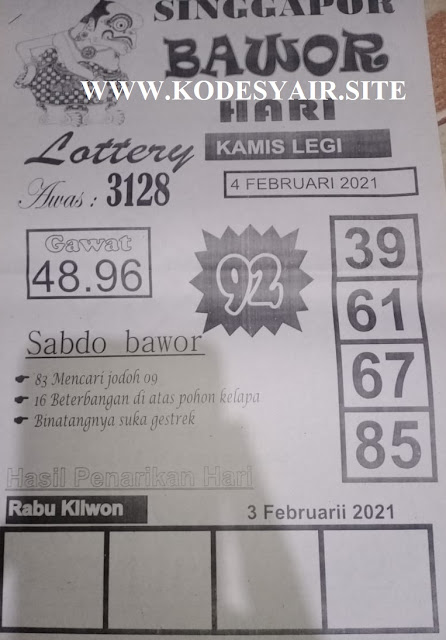 SINGGAPUR
BAWOR
WWW.KODESYAIR.SITE
HARI
Lottery
KAMIS LEGI
Awas : 3128
4 FEBRUARI 2021
Gawat
48.96
92
39
61
67
85
Sabdo bawor
83 Mencari jodoh 09
16 Beterbangan di atas pohon kelapa
Binatangnya suka gestrek
Hasil Penarikan Hari
Rabu Kliwon
3 Februarii 2021